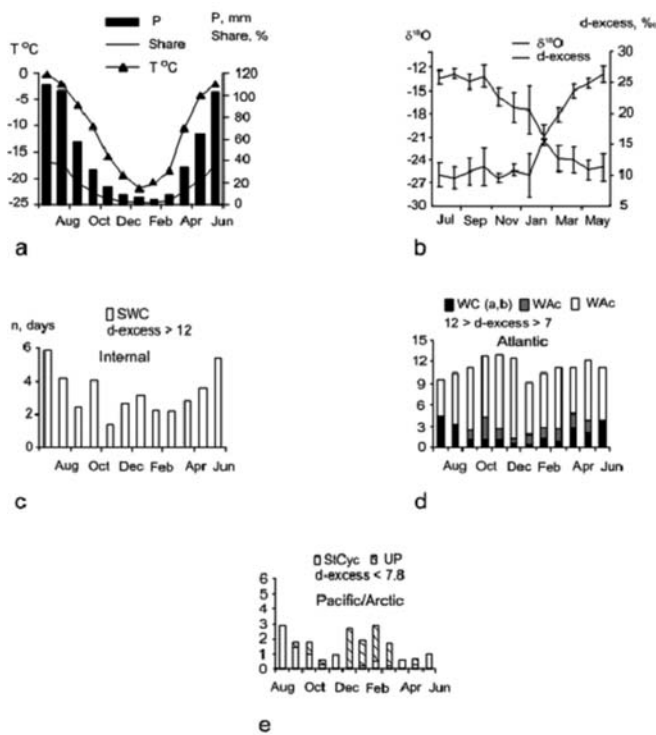 T °C
P
Share
T °C
P, mm
Share, %
0
-5
-10
-15
-20
-25
120
100
80
60
40
20
0
Aug Oct Dec Feb Apr Jun
a
δ¹⁸O
d-excess, ‰
δ¹⁸O
d-excess
-9
-12
-15
-18
-21
-24
-27
-30
30
25
20
15
10
5
Jul Sep Nov Jan Mar May
b
n, days
SWC
d-excess > 12
Internal
6
4
2
0
Aug Oct Dec Feb Apr Jun
c
WC (a,b) WAc WAc
12 > d-excess > 7
Atlantic
15
12
9
6
3
0
Aug Oct Dec Feb Apr Jun
d
StCyc UP
d-excess < 7.8
Pacific/Arctic
6
5
4
3
2
1
0
Aug Oct Dec Feb Apr Jun
e